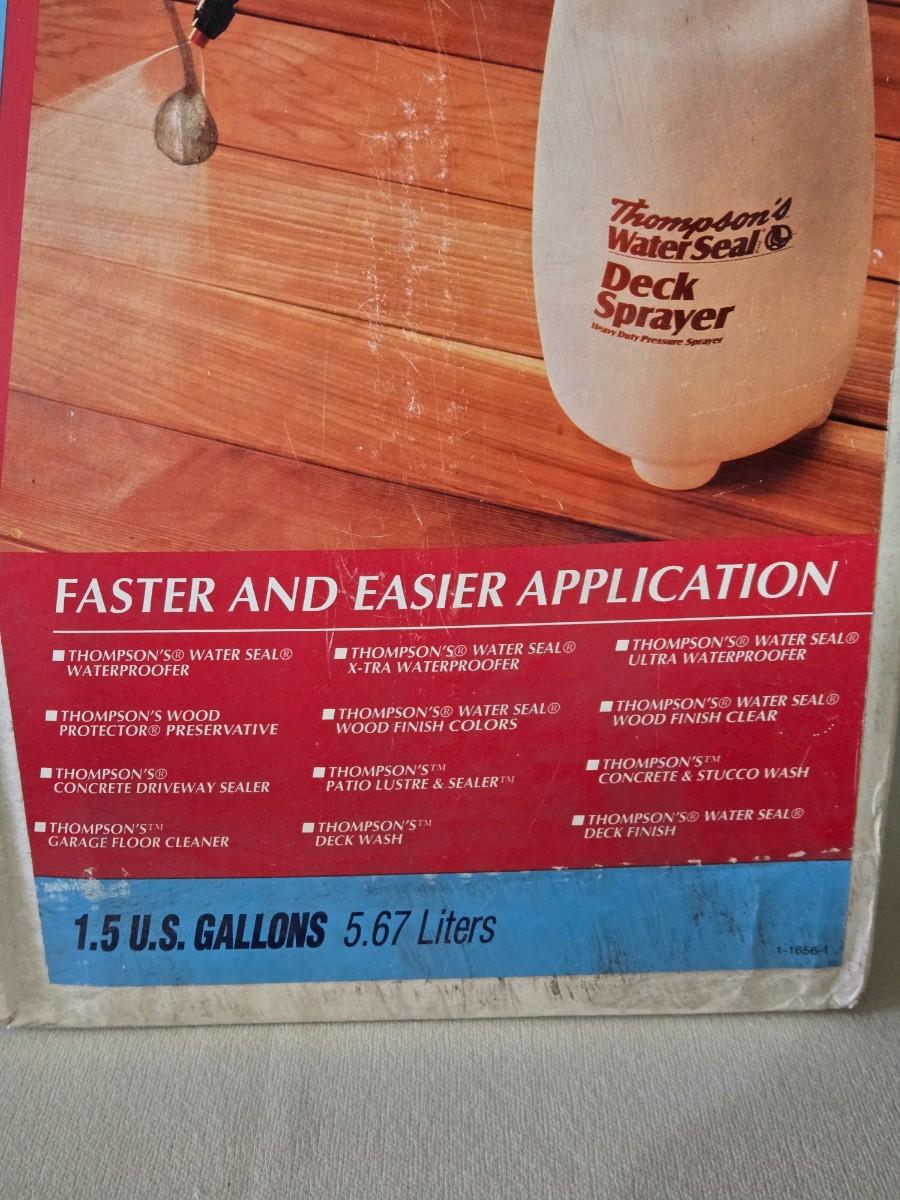 Thompson's
WaterSeal
Deck
Sprayer
Heavy Duty Pressure Sprayer
FASTER AND EASIER APPLICATION
THOMPSON'S® WATER SEAL®
WATERPROOFER
THOMPSON'S® WATER SEAL®
X-TRA WATERPROOFER
THOMPSON'S® WATER SEAL®
ULTRA WATERPROOFER
THOMPSON'S WOOD
PROTECTOR® PRESERVATIVE
THOMPSON'S® WATER SEAL®
WOOD FINISH COLORS
THOMPSON'S® WATER SEAL®
WOOD FINISH CLEAR
THOMPSON'S®
CONCRETE DRIVEWAY SEALER
THOMPSON'S™
PATIO LUSTRE & SEALER™
THOMPSON'S™
CONCRETE & STUCCO WASH
THOMPSON'S™
GARAGE FLOOR CLEANER
THOMPSON'S™
DECK WASH
THOMPSON'S® WATER SEAL®
DECK FINISH
1.5 U.S. GALLONS 5.67 Liters
1-1656-1